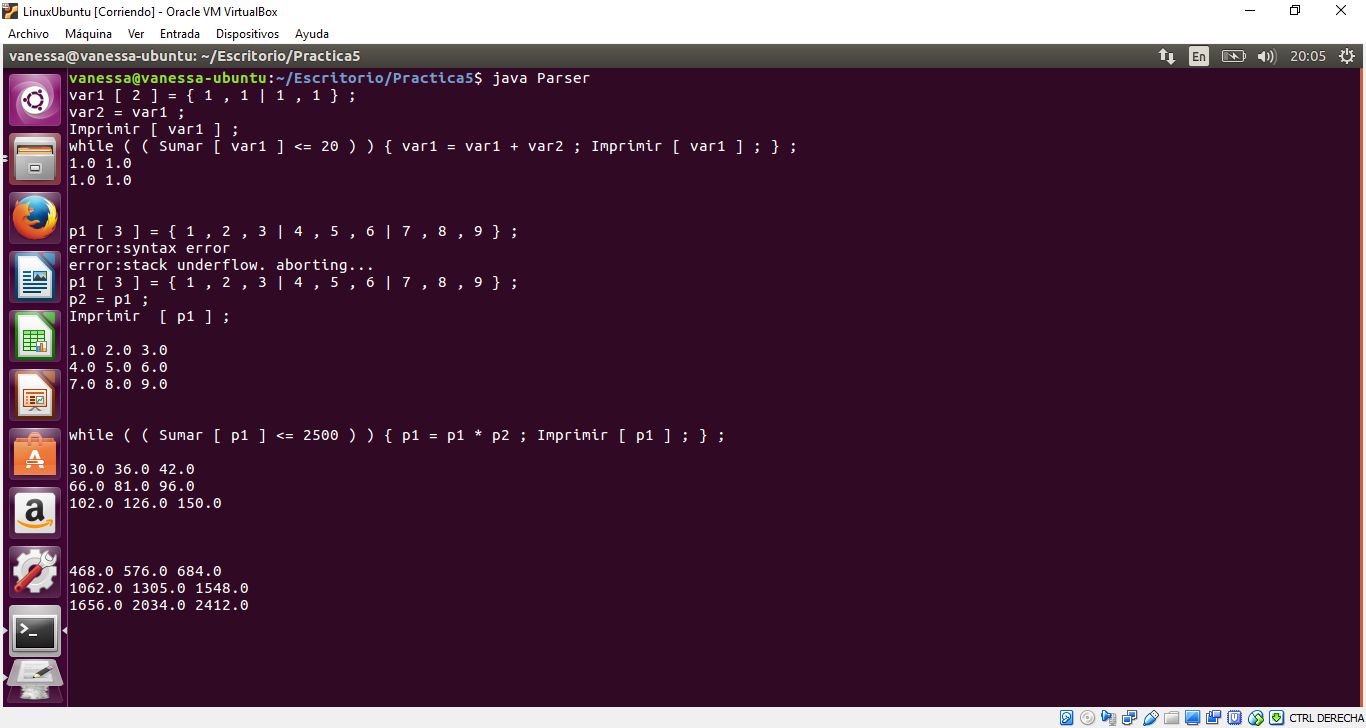 LinuxUbuntu [Corriendo] - Oracle VM VirtualBox
Archivo Máquina Ver Entrada Dispositivos Ayuda
vanessa@vanessa-ubuntu: ~/Escritorio/Practica5 En 20:05
vanessa@vanessa-ubuntu:~/Escritorio/Practica5$ java Parser
var1 [ 2 ] = { 1 , 1 | 1 , 1 } ;
var2 = var1 ;
Imprimir [ var1 ] ;
while ( ( Sumar [ var1 ] <= 20 ) ) { var1 = var1 + var2 ; Imprimir [ var1 ] ; } ;
1.0 1.0
1.0 1.0
p1 [ 3 ] = { 1 , 2 , 3 | 4 , 5 , 6 | 7 , 8 , 9 } ;
error:syntax error
error:stack underflow. aborting...
p1 [ 3 ] = { 1 , 2 , 3 | 4 , 5 , 6 | 7 , 8 , 9 } ;
p2 = p1 ;
Imprimir  [ p1 ] ;
1.0 2.0 3.0
4.0 5.0 6.0
7.0 8.0 9.0
while ( ( Sumar [ p1 ] <= 2500 ) ) { p1 = p1 * p2 ; Imprimir [ p1 ] ; } ;
30.0 36.0 42.0
66.0 81.0 96.0
102.0 126.0 150.0
468.0 576.0 684.0
1062.0 1305.0 1548.0
1656.0 2034.0 2412.0
CTRL DERECHA